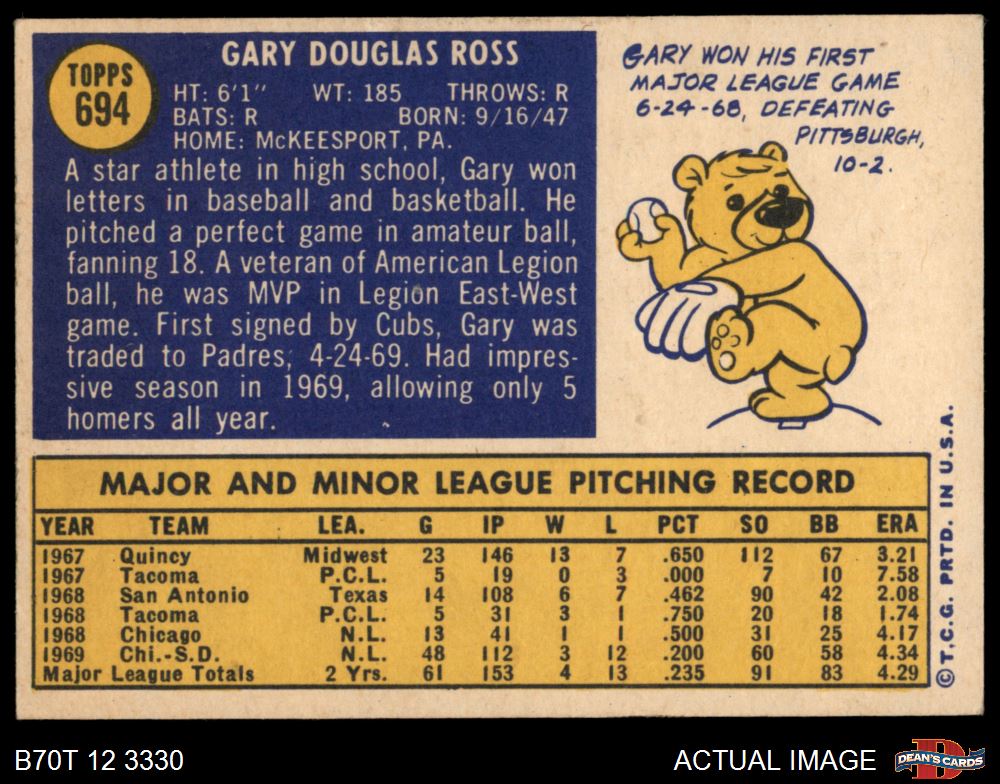 TOPPS
694
GARY DOUGLAS ROSS
HT: 6'1" WT: 185 THROWS: R
BATS: R BORN: 9/16/47
HOME: McKEESPORT, PA.
A star athlete in high school, Gary won
letters in baseball and basketball. He
pitched a perfect game in amateur ball,
fanning 18. A veteran of American Legion
ball, he was MVP in Legion East-West
game. First signed by Cubs, Gary was
traded to Padres, 4-24-69. Had impres-
sive season in 1969, allowing only 5
homers all year.
GARY WON HIS FIRST
MAJOR LEAGUE GAME
6-24-68, DEFEATING
PITTSBURGH,
10-2.
MAJOR AND MINOR LEAGUE PITCHING RECORD
YEAR TEAM LEA. G IP W L PCT SO BB ERA
1967 Quincy Midwest 23 146 13 7 .650 112 67 3.21
1967 Tacoma P.C.L. 5 19 0 3 .000 7 10 7.58
1968 San Antonio Texas 14 108 6 7 .462 90 42 2.08
1968 Tacoma P.C.L. 5 31 3 1 .750 20 18 1.74
1968 Chicago N.L. 13 41 1 1 .500 31 25 4.17
1969 Chi.-S.D. N.L. 48 112 3 12 .200 60 58 4.34
Major League Totals 2 Yrs. 61 153 4 13 .235 91 83 4.29
© T.C.G. PRTD. IN U.S.A.
B70T 12 3330
ACTUAL IMAGE
DEAN'S CARDS